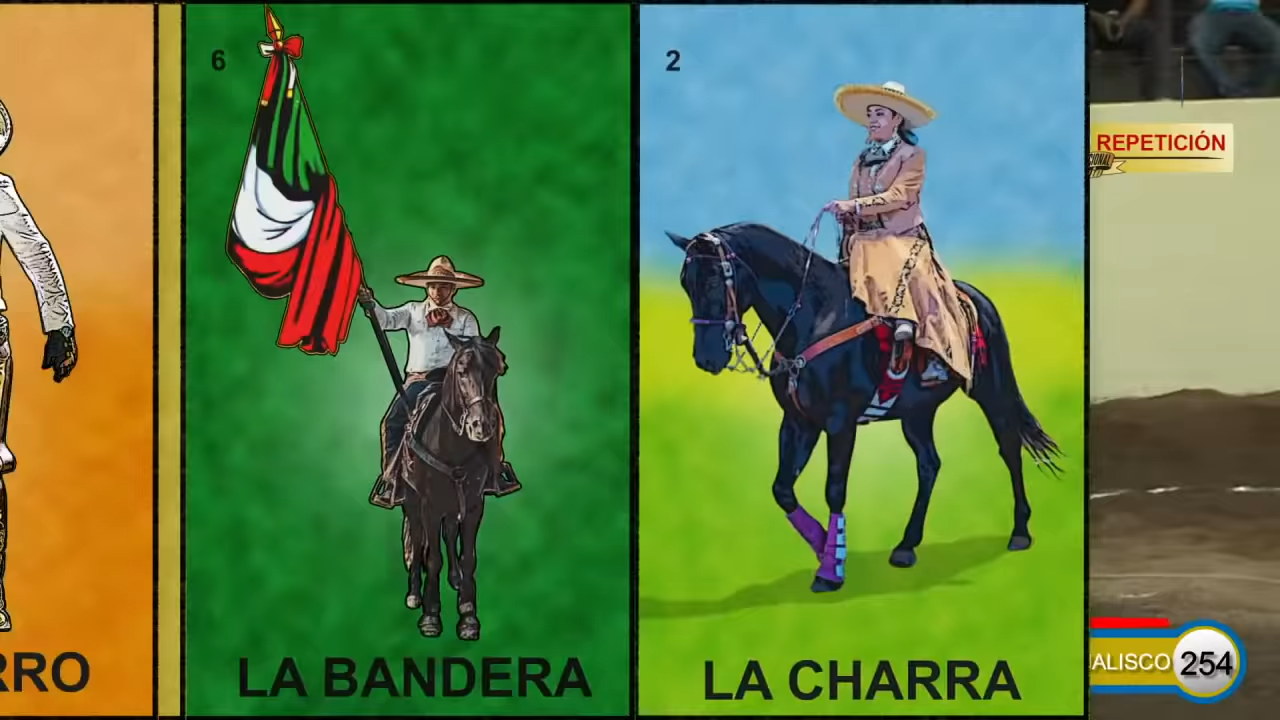 6
2
REPETICIÓN
RRO
LA BANDERA
LA CHARRA
ALISCO 254